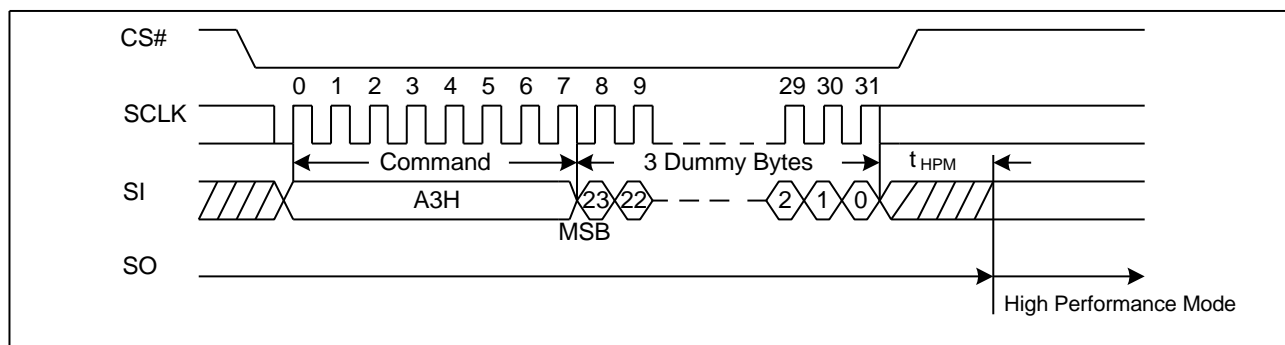 CS#
0 1 2 3 4 5 6 7 8 9 29 30 31
SCLK
Command 3 Dummy Bytes tHPM
SI A3H 23 22 2 1 0
MSB
SO
High Performance Mode